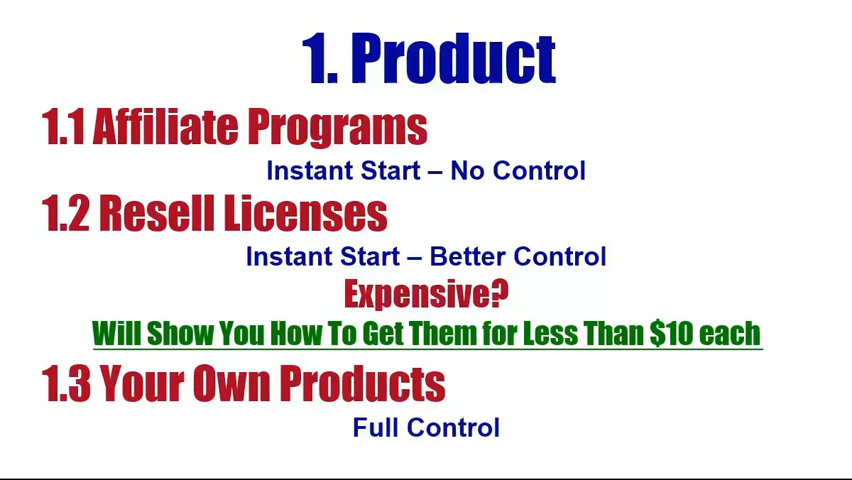 1. Product
1.1 Affiliate Programs
Instant Start – No Control
1.2 Resell Licenses
Instant Start – Better Control
Expensive?
Will Show You How To Get Them for Less Than $10 each
1.3 Your Own Products
Full Control